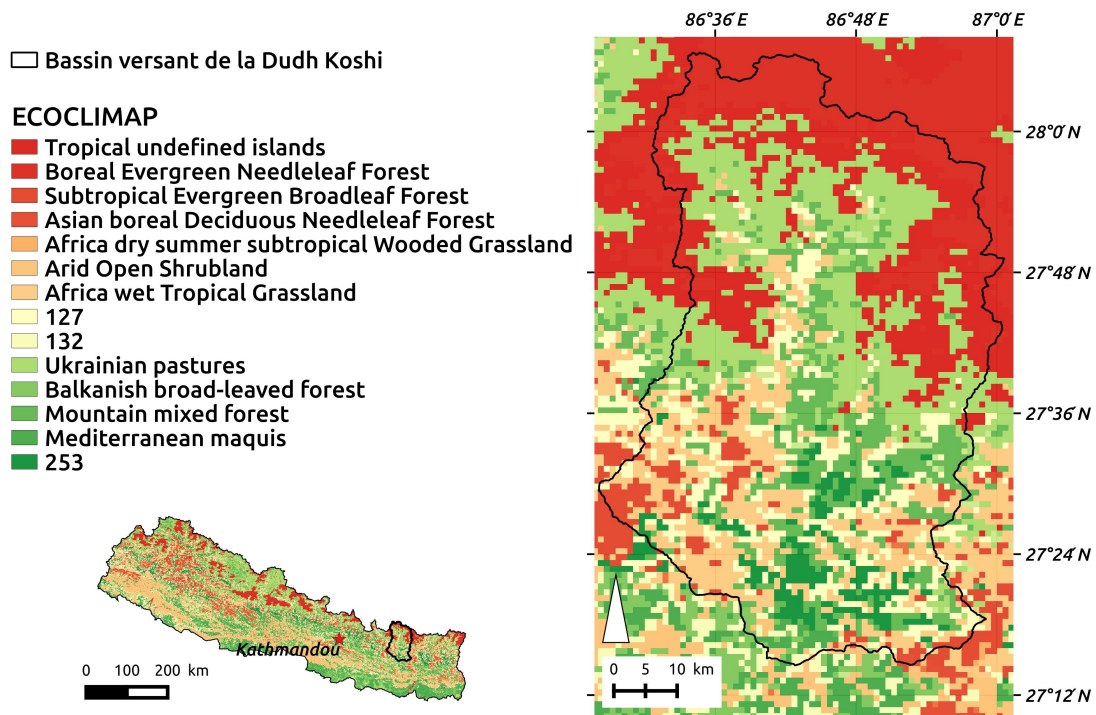 Bassin versant de la Dudh Koshi
ECOCLIMAP
Tropical undefined islands
Boreal Evergreen Needleleaf Forest
Subtropical Evergreen Broadleaf Forest
Asian boreal Deciduous Needleleaf Forest
Africa dry summer subtropical Wooded Grassland
Arid Open Shrubland
Africa wet Tropical Grassland
127
132
Ukrainian pastures
Balkanish broad-leaved forest
Mountain mixed forest
Mediterranean maquis
253
Kathmandou
0 100 200 km
86°36′E 86°48′E 87°0′E
28°0′N
27°48′N
27°36′N
27°24′N
27°12′N
0 5 10 km